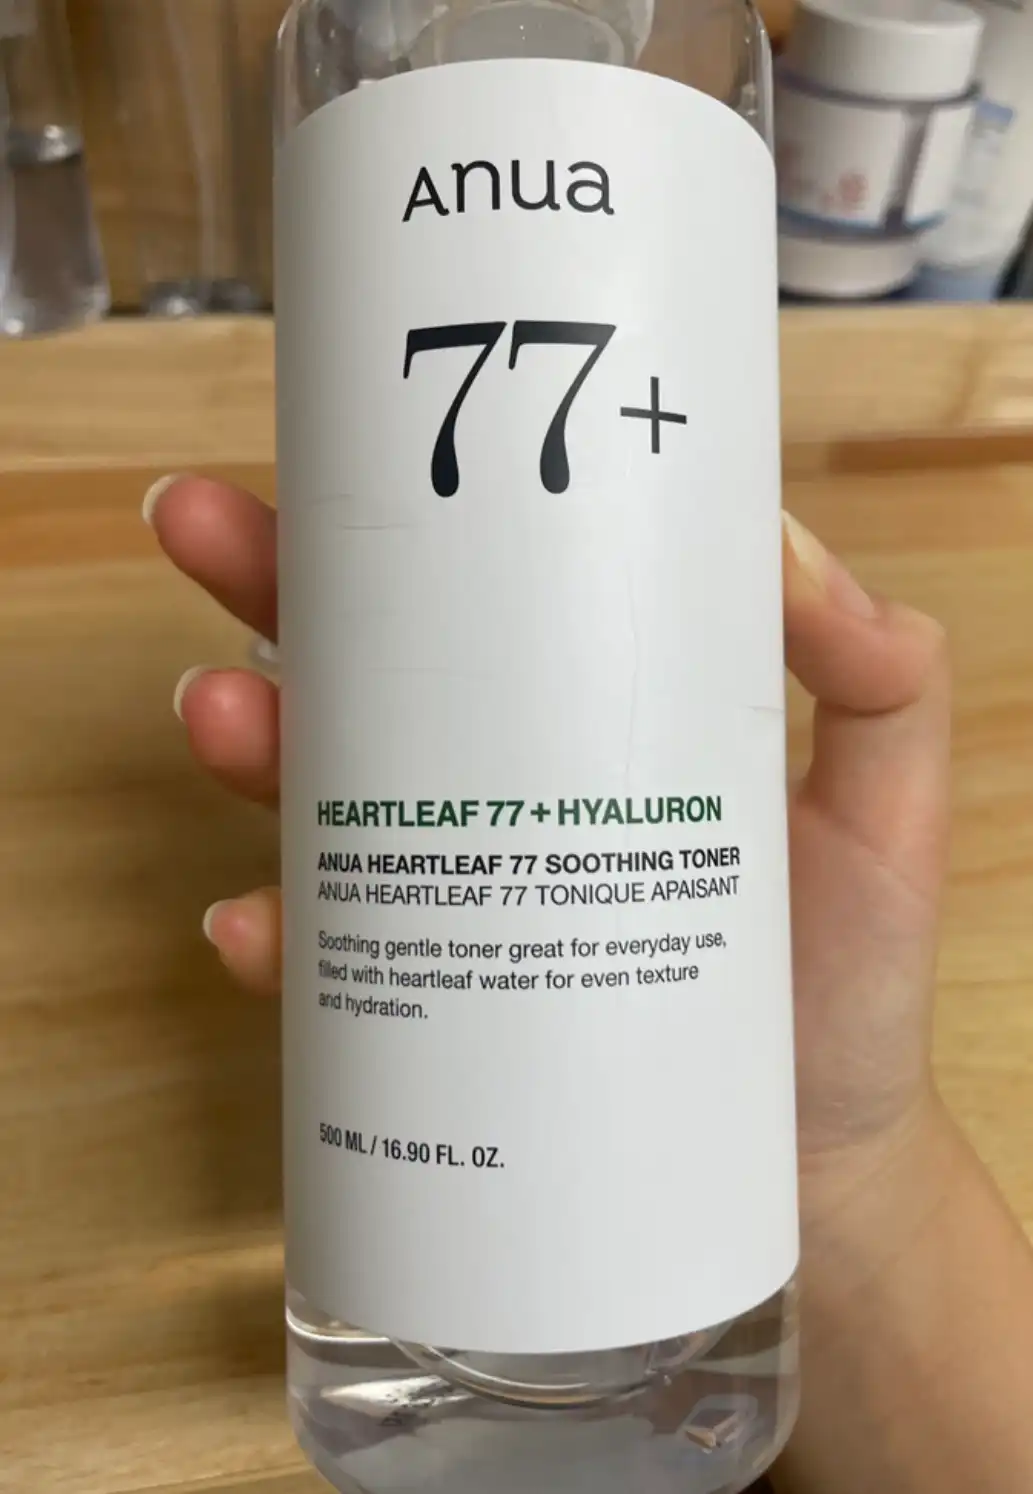 Anua
77+
HEARTLEAF 77 + HYALURON
ANUA HEARTLEAF 77 SOOTHING TONER
ANUA HEARTLEAF 77 TONIQUE APAISANT
Soothing gentle toner great for everyday use,
filled with heartleaf water for even texture
and hydration.
500 ML / 16.90 FL. OZ.